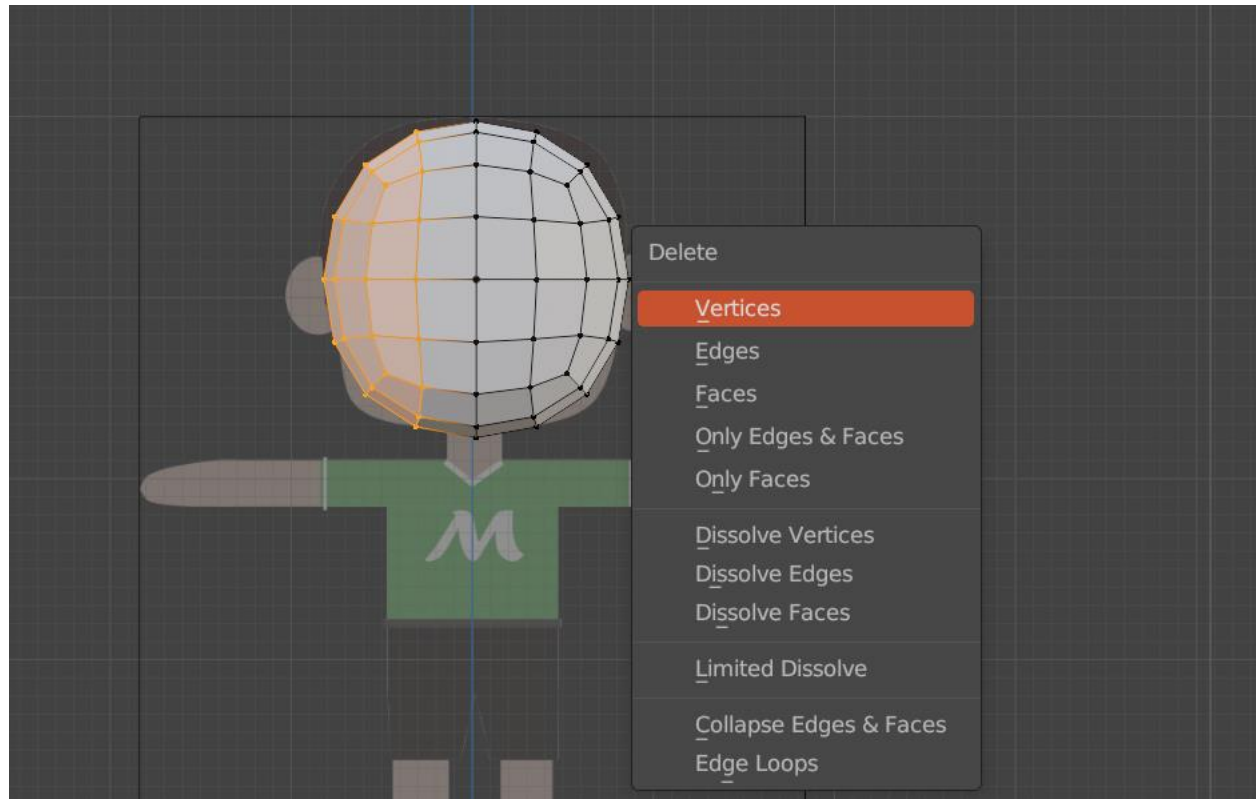 Delete
Vertices
Edges
Faces
Only Edges & Faces
Only Faces
Dissolve Vertices
Dissolve Edges
Dissolve Faces
Limited Dissolve
Collapse Edges & Faces
Edge Loops
M